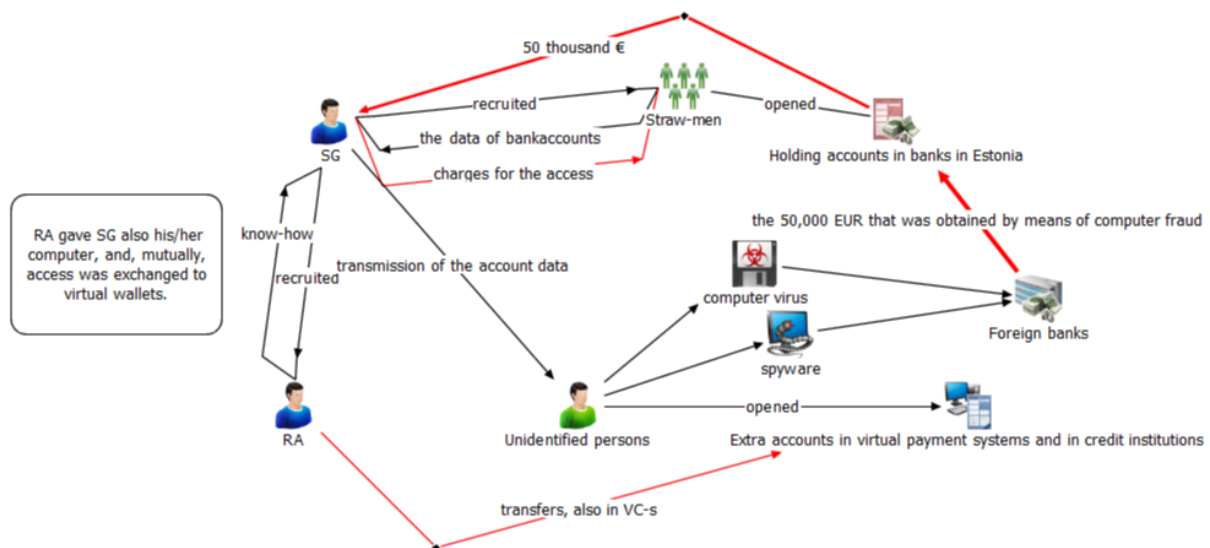 50 thousand €
recruited
opened
Straw-men
SG
the data of bankaccounts
Holding accounts in banks in Estonia
charges for the access
RA gave SG also his/her
computer, and, mutually,
access was exchanged to
virtual wallets.
know-how
the 50,000 EUR that was obtained by means of computer fraud
recruited
transmission of the account data
computer virus
Foreign banks
spyware
opened
RA
Unidentified persons
Extra accounts in virtual payment systems and in credit institutions
transfers, also in VC-s